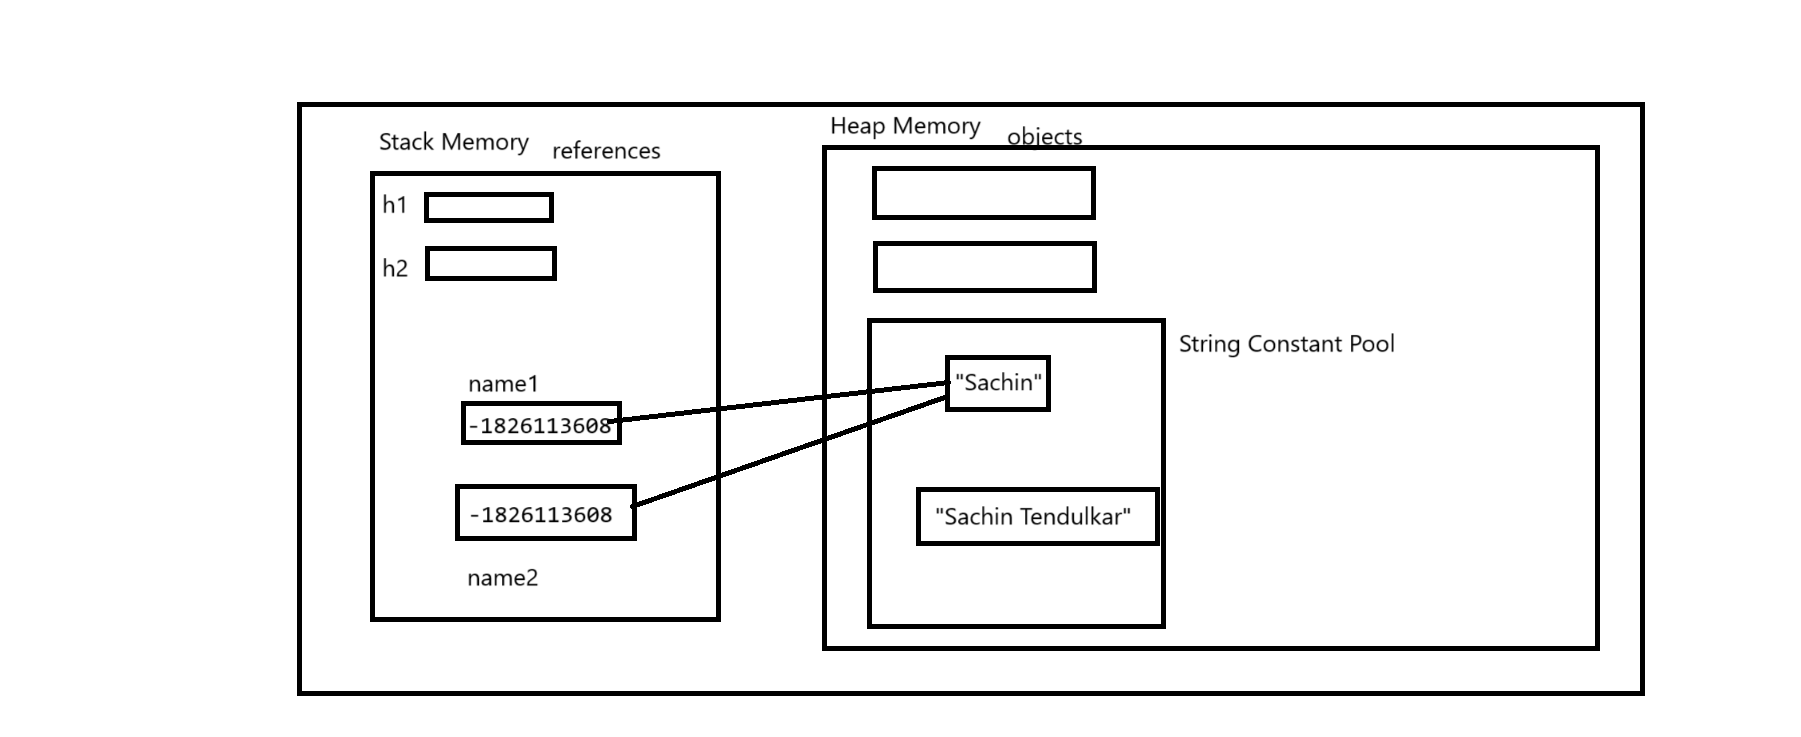 Stack Memory
references
h1
h2
name1
-1826113608
-1826113608
name2
Heap Memory
objects
String Constant Pool
"Sachin"
"Sachin Tendulkar"